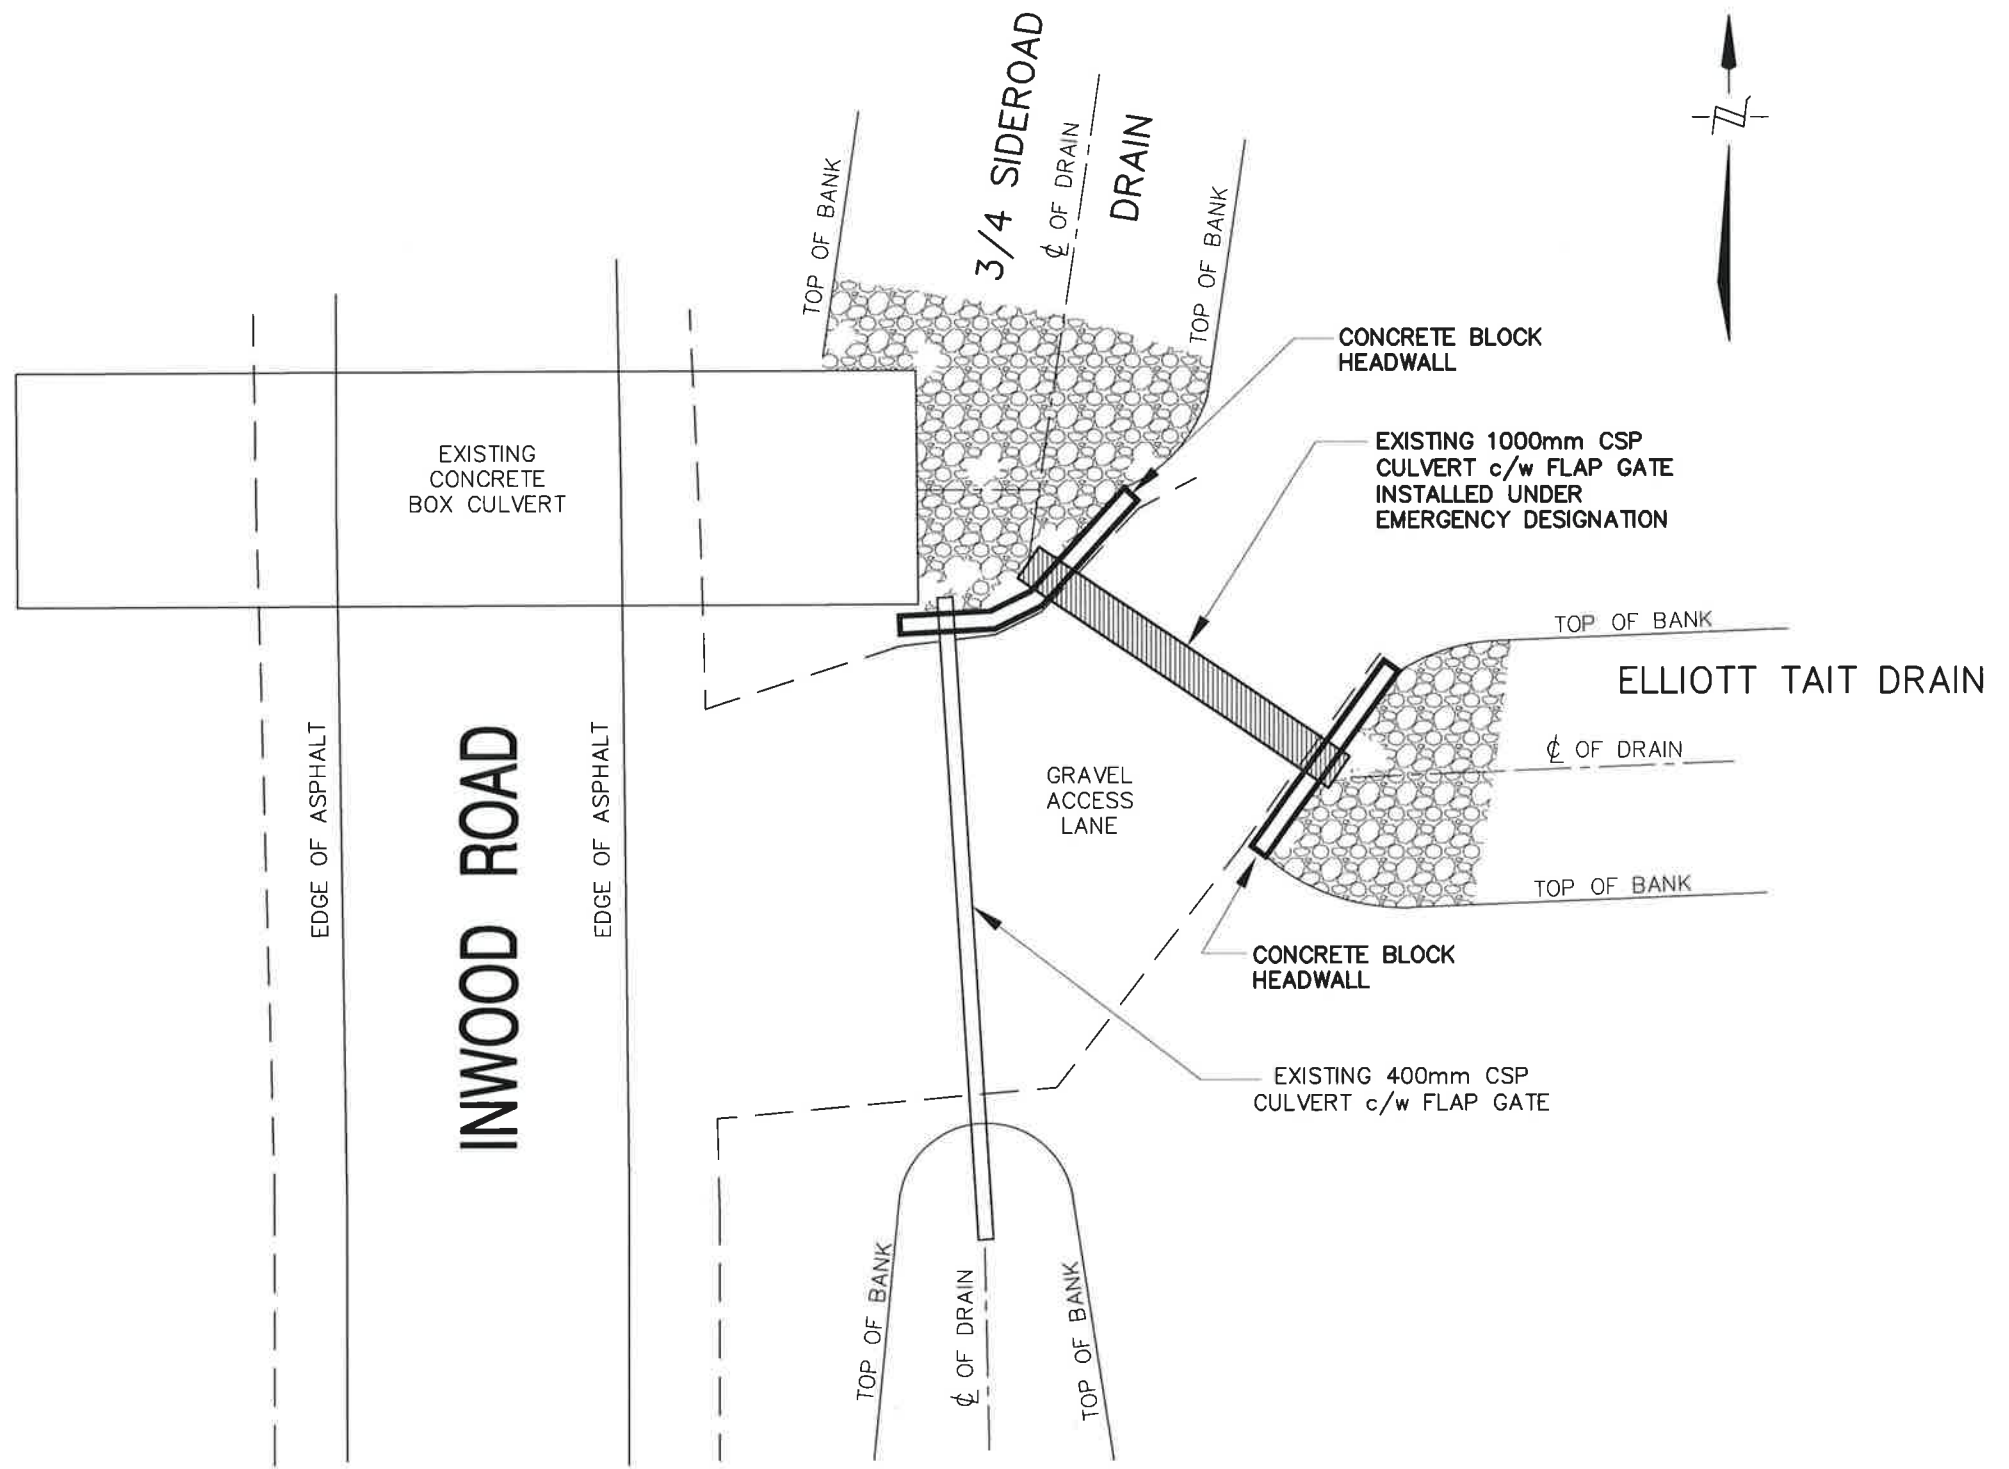 3/4 SIDEROAD
DRAIN
℄ OF DRAIN
TOP OF BANK
TOP OF BANK
N
CONCRETE BLOCK
HEADWALL
EXISTING 1000mm CSP
CULVERT c/w FLAP GATE
INSTALLED UNDER
EMERGENCY DESIGNATION
EXISTING
CONCRETE
BOX CULVERT
TOP OF BANK
ELLIOTT TAIT DRAIN
℄ OF DRAIN
TOP OF BANK
EDGE OF ASPHALT
INWOOD ROAD
EDGE OF ASPHALT
GRAVEL
ACCESS
LANE
CONCRETE BLOCK
HEADWALL
EXISTING 400mm CSP
CULVERT c/w FLAP GATE
TOP OF BANK
℄ OF DRAIN
TOP OF BANK